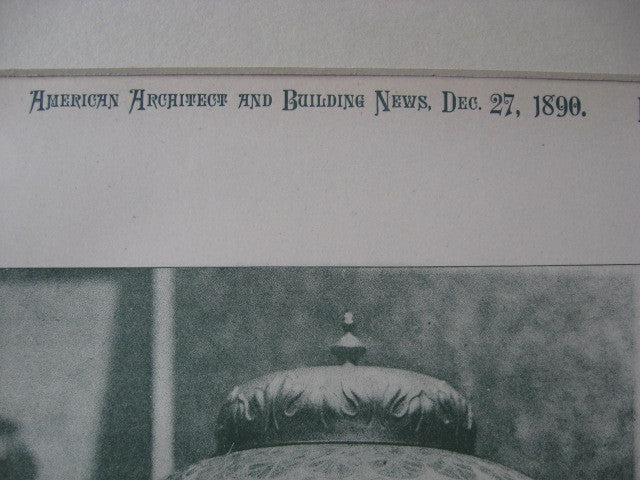 American Architect and Building News, Dec. 27, 1890.